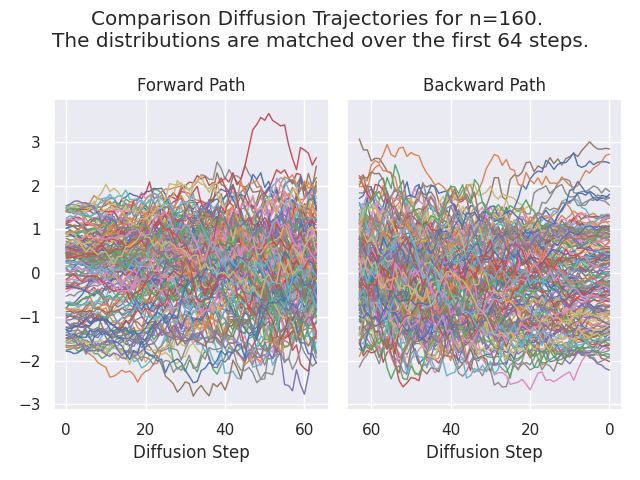 Comparison Diffusion Trajectories for n=160.
The distributions are matched over the first 64 steps.
Forward Path
Backward Path
3
2
1
0
−1
−2
−3
0 20 40 60
60 40 20 0
Diffusion Step
Diffusion Step